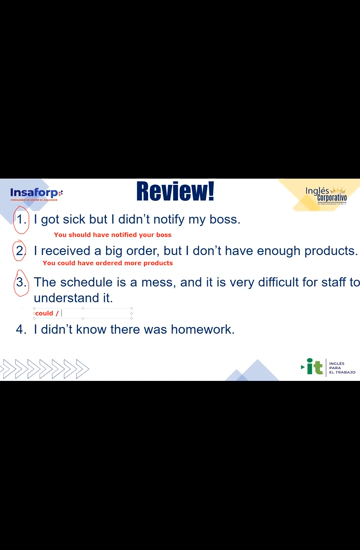 Insaforp
Review!
Inglés
Corporativo
1. I got sick but I didn't notify my boss.
You should have notified your boss
2. I received a big order, but I don't have enough products.
You could have ordered more products
3. The schedule is a mess, and it is very difficult for staff to
understand it.
could /
4. I didn't know there was homework.
it
INGLÉS
PARA
EL TRABAJO